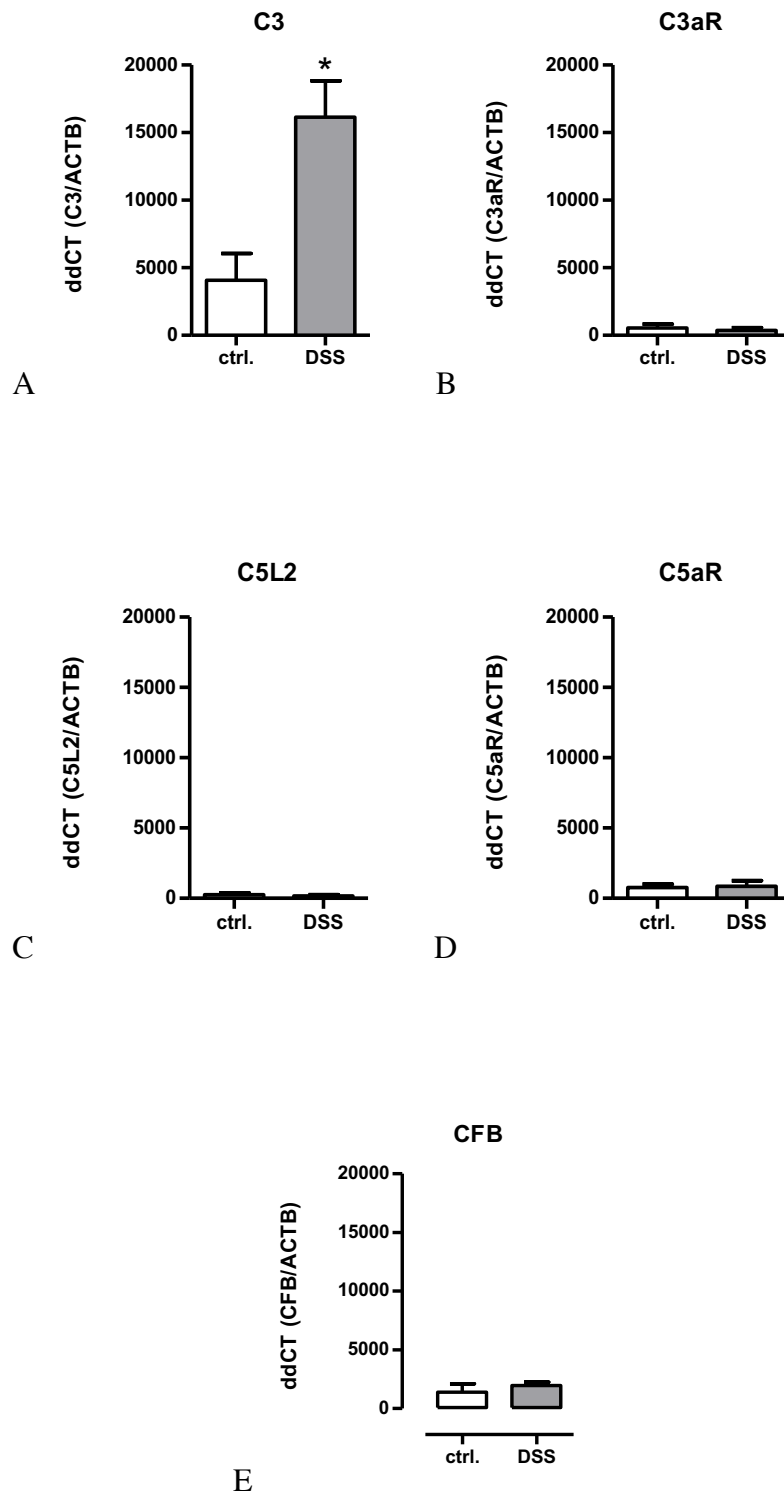 C3
ddCT (C3/ACTB)
20000
15000
10000
5000
0
*
ctrl. DSS
A
C3aR
ddCT (C3aR/ACTB)
20000
15000
10000
5000
0
ctrl. DSS
B
C5L2
ddCT (C5L2/ACTB)
20000
15000
10000
5000
0
ctrl. DSS
C
C5aR
ddCT (C5aR/ACTB)
20000
15000
10000
5000
0
ctrl. DSS
D
CFB
ddCT (CFB/ACTB)
20000
15000
10000
5000
0
ctrl. DSS
E